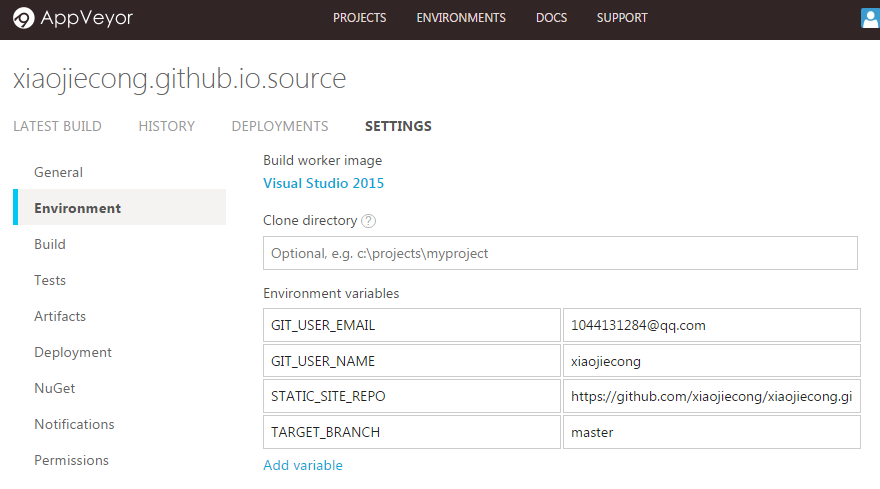 AppVeyor PROJECTS ENVIRONMENTS DOCS SUPPORT
xiaojiecong.github.io.source
LATEST BUILD HISTORY DEPLOYMENTS SETTINGS
General
Environment
Build
Tests
Artifacts
Deployment
NuGet
Notifications
Permissions
Build worker image
Visual Studio 2015
Clone directory ?
Optional, e.g. c:\projects\myproject
Environment variables
GIT_USER_EMAIL 1044131284@qq.com
GIT_USER_NAME xiaojiecong
STATIC_SITE_REPO https://github.com/xiaojiecong/xiaojiecong.gi
TARGET_BRANCH master
Add variable